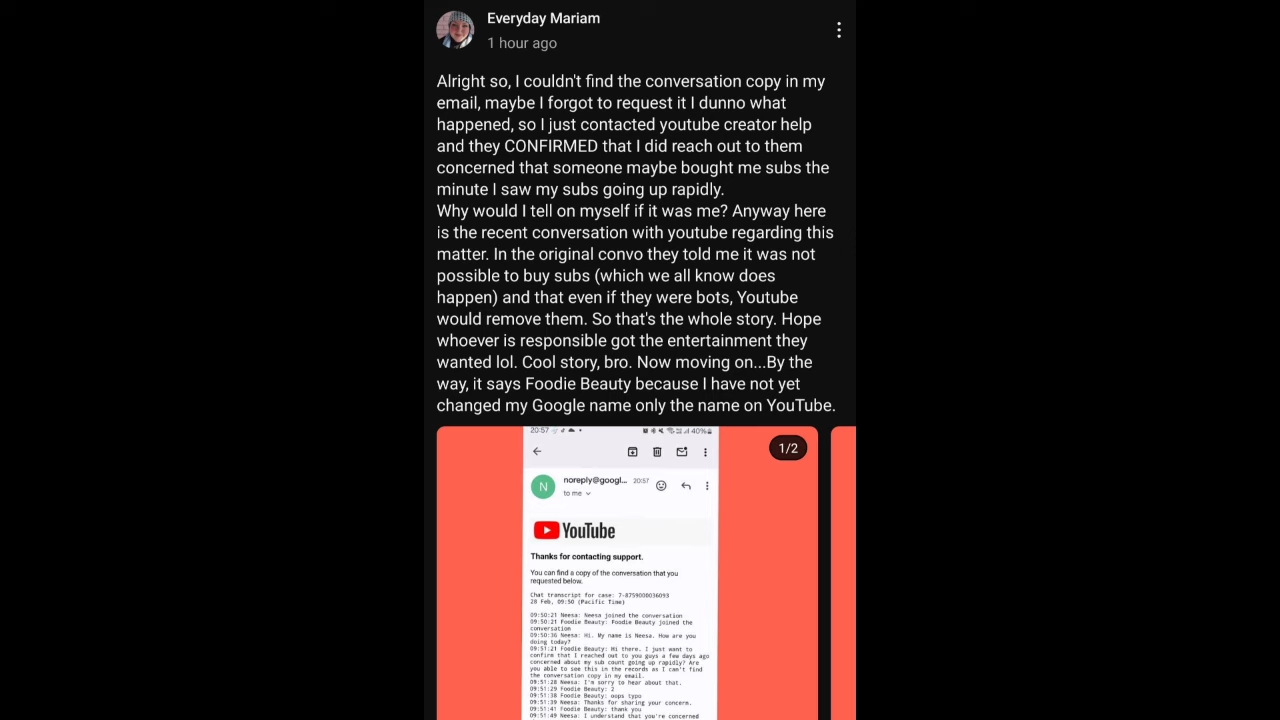 Everyday Mariam
1 hour ago
Alright so, I couldn't find the conversation copy in my
email, maybe I forgot to request it I dunno what
happened, so I just contacted youtube creator help
and they CONFIRMED that I did reach out to them
concerned that someone maybe bought me subs the
minute I saw my subs going up rapidly.
Why would I tell on myself if it was me? Anyway here
is the recent conversation with youtube regarding this
matter. In the original convo they told me it was not
possible to buy subs (which we all know does
happen) and that even if they were bots, Youtube
would remove them. So that's the whole story. Hope
whoever is responsible got the entertainment they
wanted lol. Cool story, bro. Now moving on...By the
way, it says Foodie Beauty because I have not yet
changed my Google name only the name on YouTube.
20:57
40%
1/2
N
noreply@googl... 20:57
to me
YouTube
Thanks for contacting support.
You can find a copy of the conversation that you
requested below.
Chat transcript for case: 7-8759000036093
28 Feb, 09:50 (Pacific Time)
09:50:21 Neesa: Neesa joined the conversation
09:50:21 Foodie Beauty: Foodie Beauty joined the
conversation
09:50:36 Neesa: Hi. My name is Neesa. How are you
doing today?
09:51:21 Foodie Beauty: Hi there. I just want to
confirm that I reached out to you guys a few days ago
concerned about my sub count going up rapidly? Are
you able to see this in the records as I can't find
the conversation copy in my email.
09:51:28 Neesa: I'm sorry to hear about that.
09:51:29 Foodie Beauty: 2
09:51:38 Foodie Beauty: oops typo
09:51:39 Neesa: Thanks for sharing your concern.
09:51:41 Foodie Beauty: thank you
09:51:49 Neesa: I understand that you're concerned